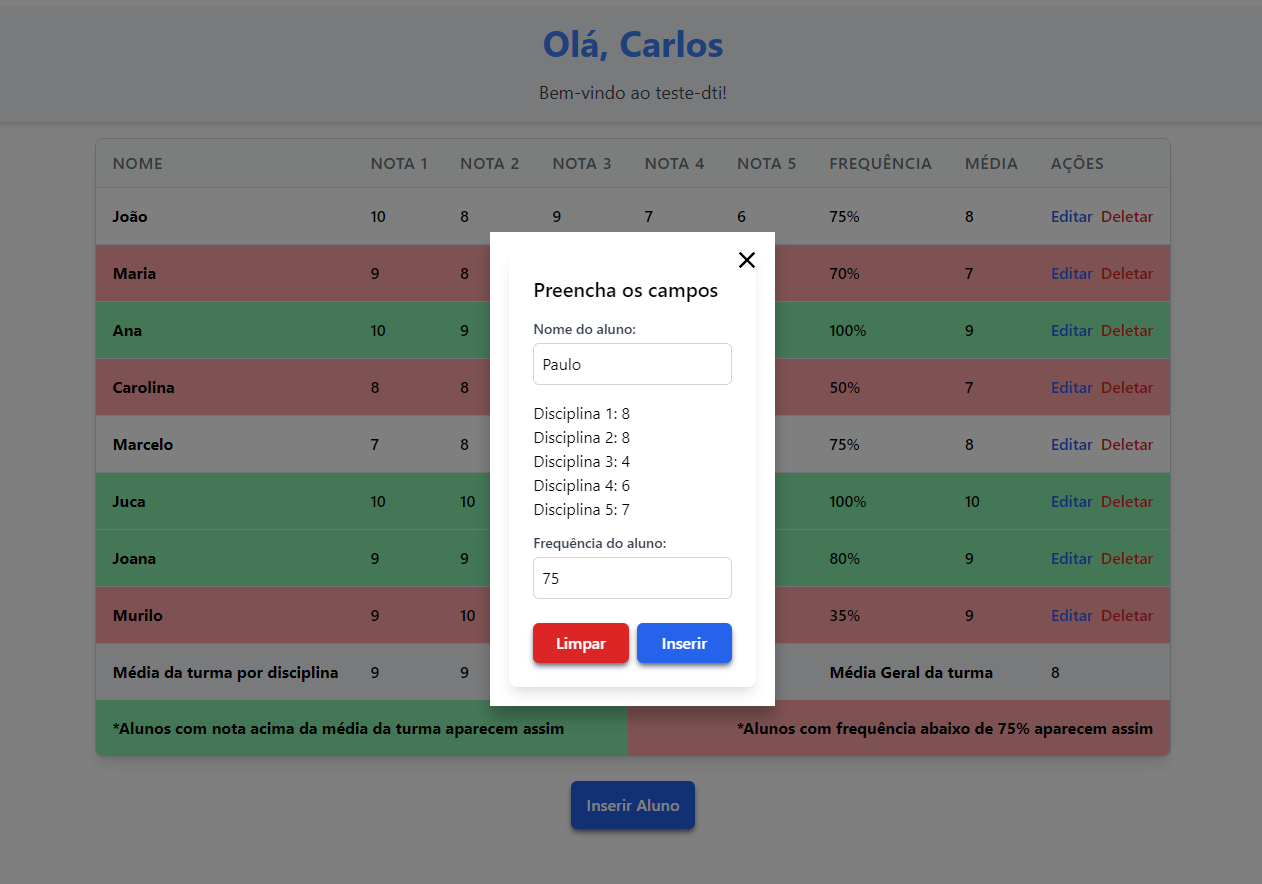 Olá, Carlos
Bem-vindo ao teste-dti!
NOME NOTA 1 NOTA 2 NOTA 3 NOTA 4 NOTA 5 FREQUÊNCIA MÉDIA AÇÕES
João 10 8 9 7 6 75% 8 Editar Deletar
Maria 9 8 70% 7 Editar Deletar
Ana 10 9 100% 9 Editar Deletar
Carolina 8 8 50% 7 Editar Deletar
Marcelo 7 8 75% 8 Editar Deletar
Juca 10 10 100% 10 Editar Deletar
Joana 9 9 80% 9 Editar Deletar
Murilo 9 10 35% 9 Editar Deletar
Média da turma por disciplina 9 9 Média Geral da turma 8
*Alunos com nota acima da média da turma aparecem assim *Alunos com frequência abaixo de 75% aparecem assim
Inserir Aluno
Preencha os campos
Nome do aluno:
Paulo
Disciplina 1: 8
Disciplina 2: 8
Disciplina 3: 4
Disciplina 4: 6
Disciplina 5: 7
Frequência do aluno:
75
Limpar Inserir